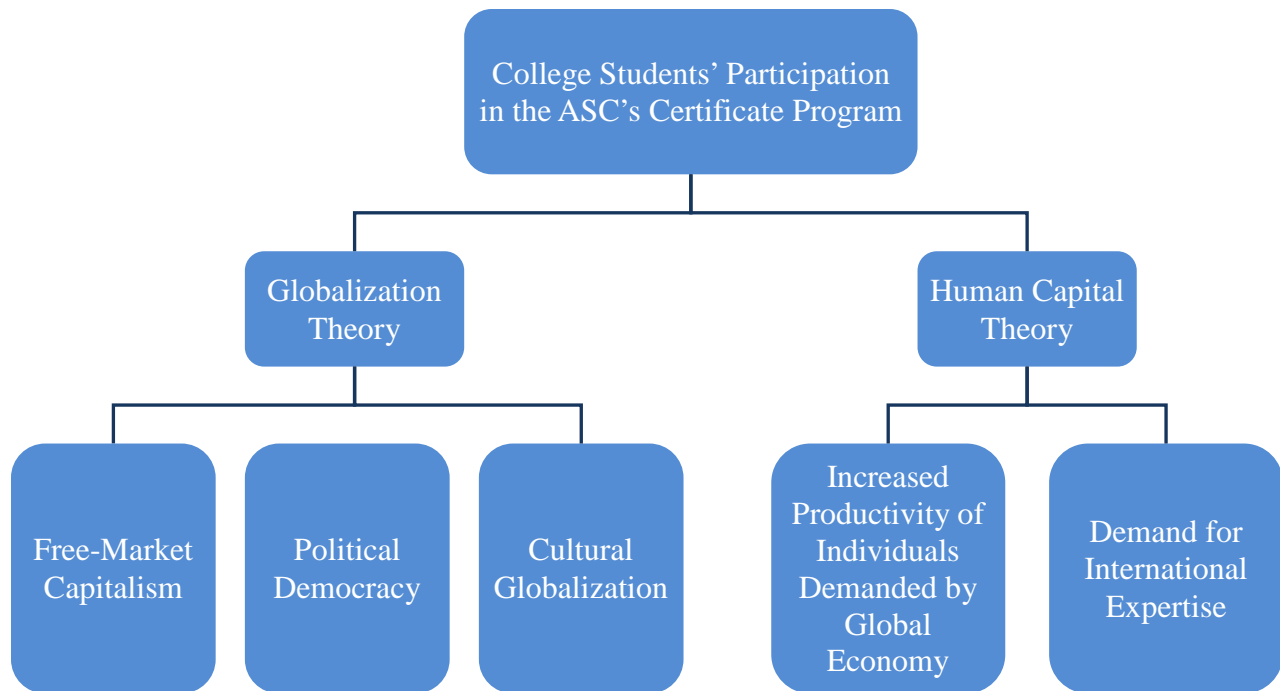 College Students’ Participation
in the ASC’s Certificate Program
Globalization
Theory
Human Capital
Theory
Free-Market
Capitalism
Political
Democracy
Cultural
Globalization
Increased
Productivity of
Individuals
Demanded by
Global
Economy
Demand for
International
Expertise